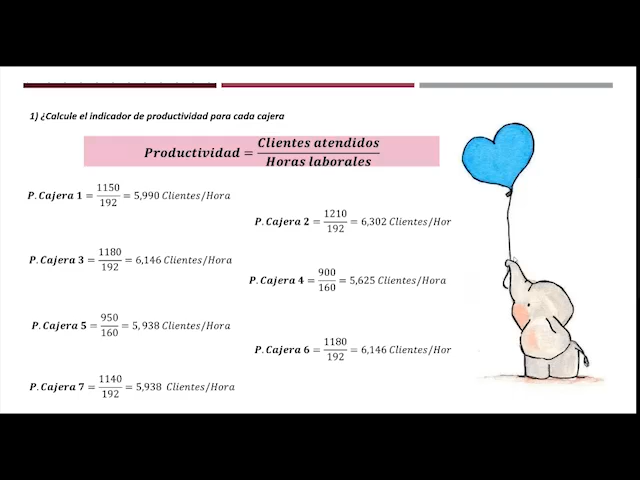 1) ¿Calcule el indicador de productividad para cada cajera
Productividad = Clientes atendidos / Horas laborales
P. Cajera 1 = 1150/192 = 5,990 Clientes/Hora
P. Cajera 2 = 1210/192 = 6,302 Clientes/Hor
P. Cajera 3 = 1180/192 = 6,146 Clientes/Hora
P. Cajera 4 = 900/160 = 5,625 Clientes/Hora
P. Cajera 5 = 950/160 = 5, 938 Clientes/Hora
P. Cajera 6 = 1180/192 = 6,146 Clientes/Hor
P. Cajera 7 = 1140/192 = 5,938 Clientes/Hora